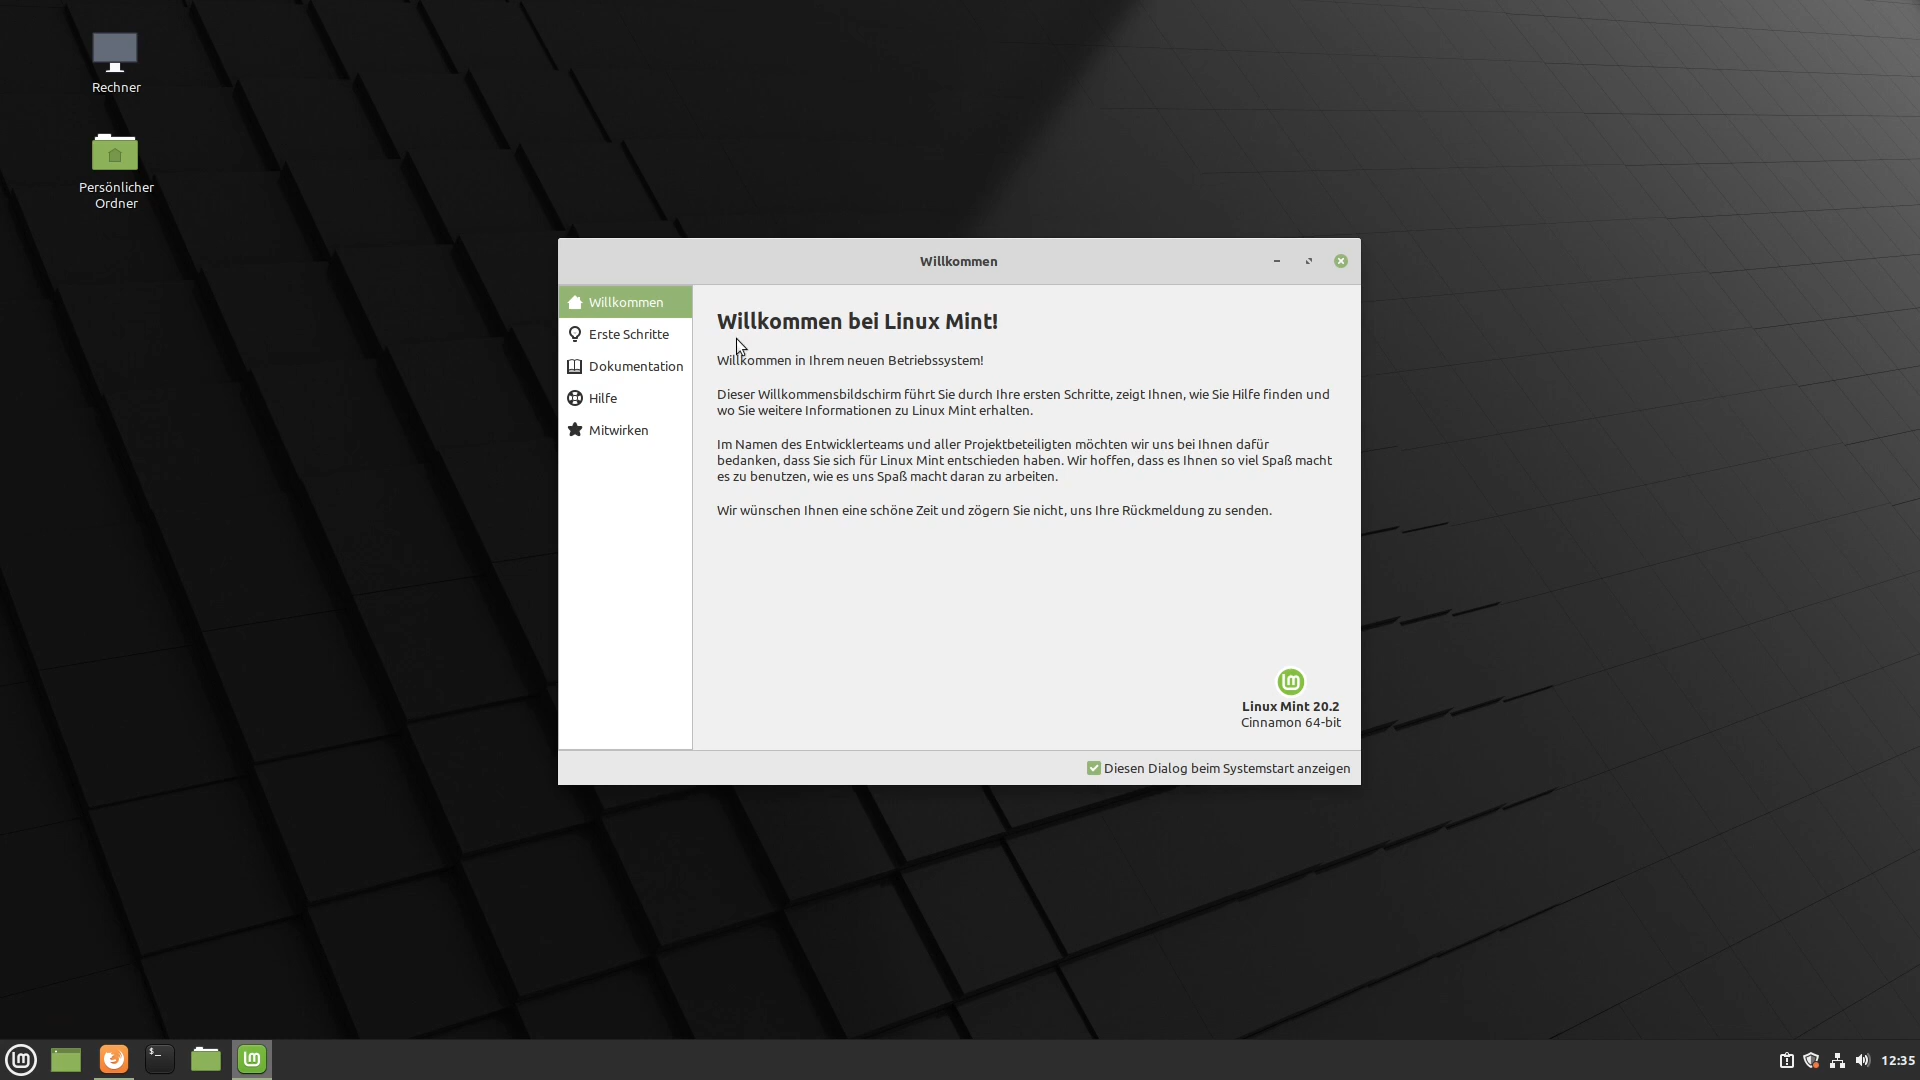 Rechner
Persönlicher
Ordner
Willkommen
Willkommen
Erste Schritte
Dokumentation
Hilfe
Mitwirken
Willkommen bei Linux Mint!
Willkommen in Ihrem neuen Betriebssystem!
Dieser Willkommensbildschirm führt Sie durch Ihre ersten Schritte, zeigt Ihnen, wie Sie Hilfe finden und
wo Sie weitere Informationen zu Linux Mint erhalten.
Im Namen des Entwicklerteams und aller Projektbeteiligten möchten wir uns bei Ihnen dafür
bedanken, dass Sie sich für Linux Mint entschieden haben. Wir hoffen, dass es Ihnen so viel Spaß macht
es zu benutzen, wie es uns Spaß macht daran zu arbeiten.
Wir wünschen Ihnen eine schöne Zeit und zögern Sie nicht, uns Ihre Rückmeldung zu senden.
Linux Mint 20.2
Cinnamon 64-bit
Diesen Dialog beim Systemstart anzeigen
$_
12:35